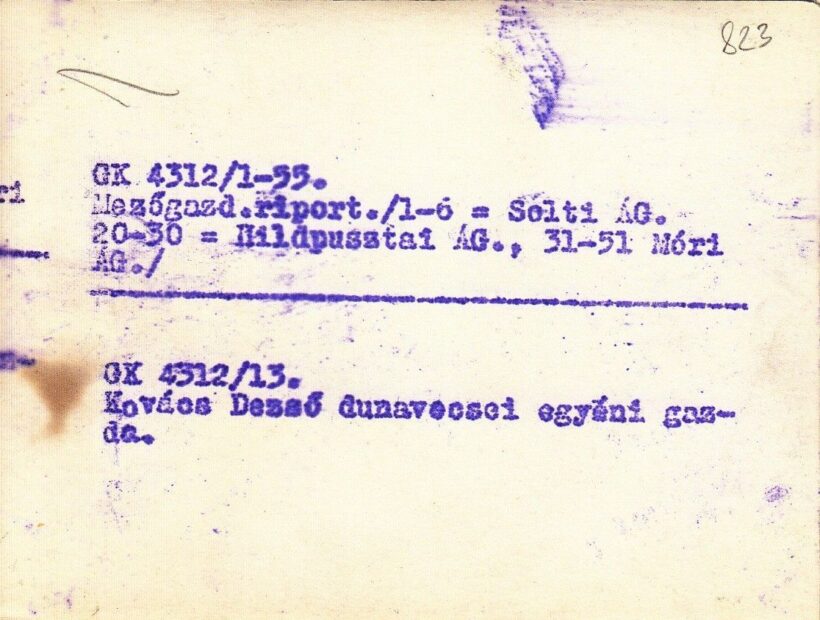 823
GK 4312/1-55.
Mezőgazd.riport./1-6 = Solti ÁG.
20-30 = Hildpusztai ÁG., 31-51 Móri
ÁG./
GK 4312/13.
Kovács Dezső dunavecsei egyéni gaz-
da.